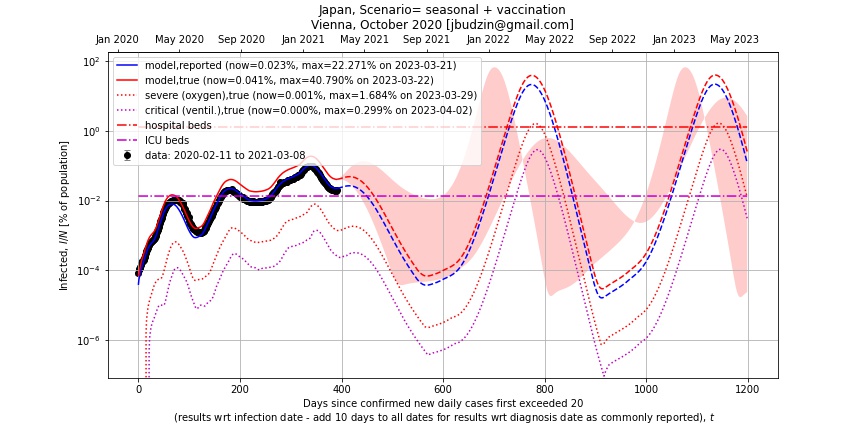 Japan, Scenario= seasonal + vaccination
Vienna, October 2020 [jbudzin@gmail.com]
Jan 2020 May 2020 Sep 2020 Jan 2021 May 2021 Sep 2021 Jan 2022 May 2022 Sep 2022 Jan 2023 May 2023
model,reported (now=0.023%, max=22.271% on 2023-03-21)
model,true (now=0.041%, max=40.790% on 2023-03-22)
severe (oxygen),true (now=0.001%, max=1.684% on 2023-03-29)
critical (ventil.),true (now=0.000%, max=0.299% on 2023-04-02)
hospital beds
ICU beds
data: 2020-02-11 to 2021-03-08
10²
10⁰
10⁻²
10⁻⁴
10⁻⁶
Infected, I/N [% of population]
0 200 400 600 800 1000 1200
Days since confirmed new daily cases first exceeded 20
(results wrt infection date - add 10 days to all dates for results wrt diagnosis date as commonly reported), t